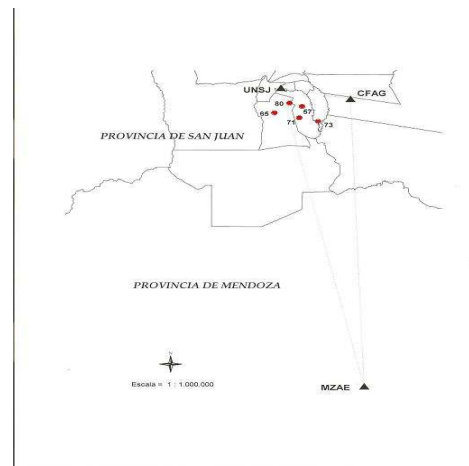 UNSJ
CFAG
80
57
65
71
73
PROVINCIA DE SAN JUAN
PROVINCIA DE MENDOZA
N
Escala = 1 : 1.000.000
MZAE